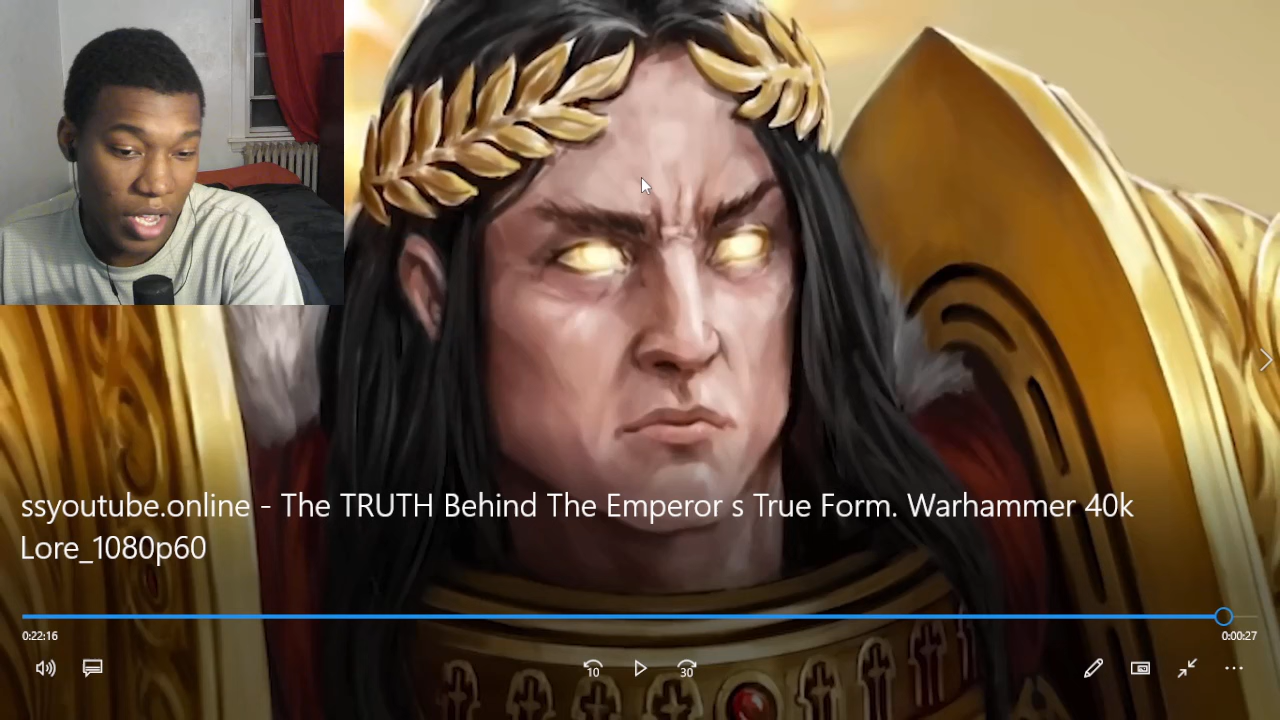 ssyoutube.online - The TRUTH Behind The Emperor s True Form. Warhammer 40k
Lore_1080p60
0:22:16
0:00:27
10
30